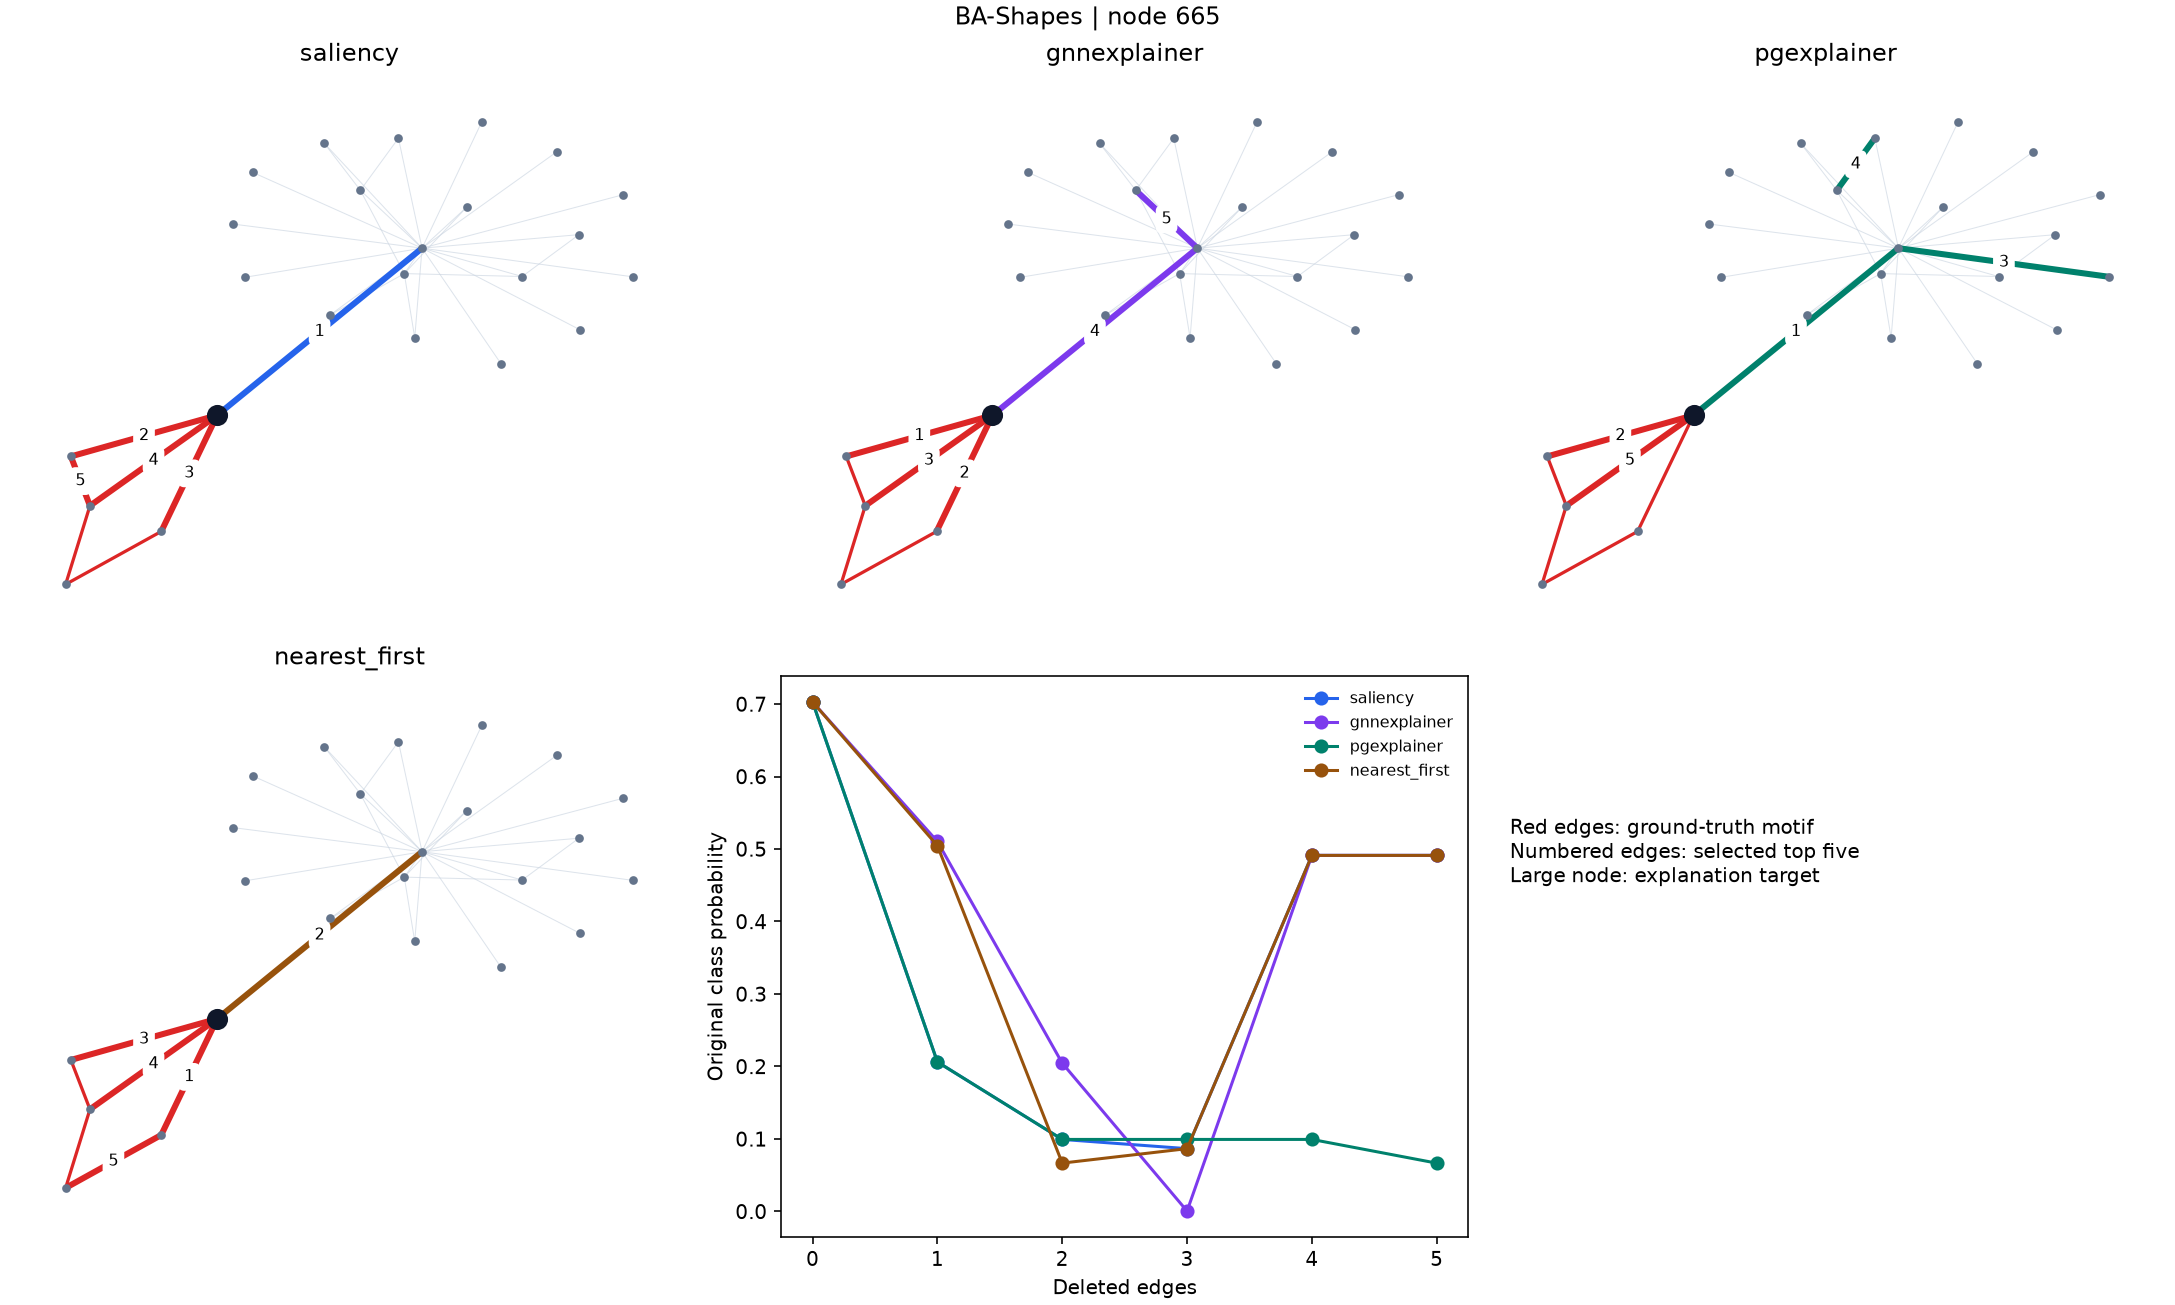 BA-Shapes | node 665
saliency
1
2
4
3
5
gnnexplainer
5
4
1
3
2
pgexplainer
4
3
1
2
5
nearest_first
2
3
4
1
5
Original class probability
0.7
0.6
0.5
0.4
0.3
0.2
0.1
0.0
0
1
2
3
4
5
Deleted edges
saliency
gnnexplainer
pgexplainer
nearest_first
Red edges: ground-truth motif
Numbered edges: selected top five
Large node: explanation target